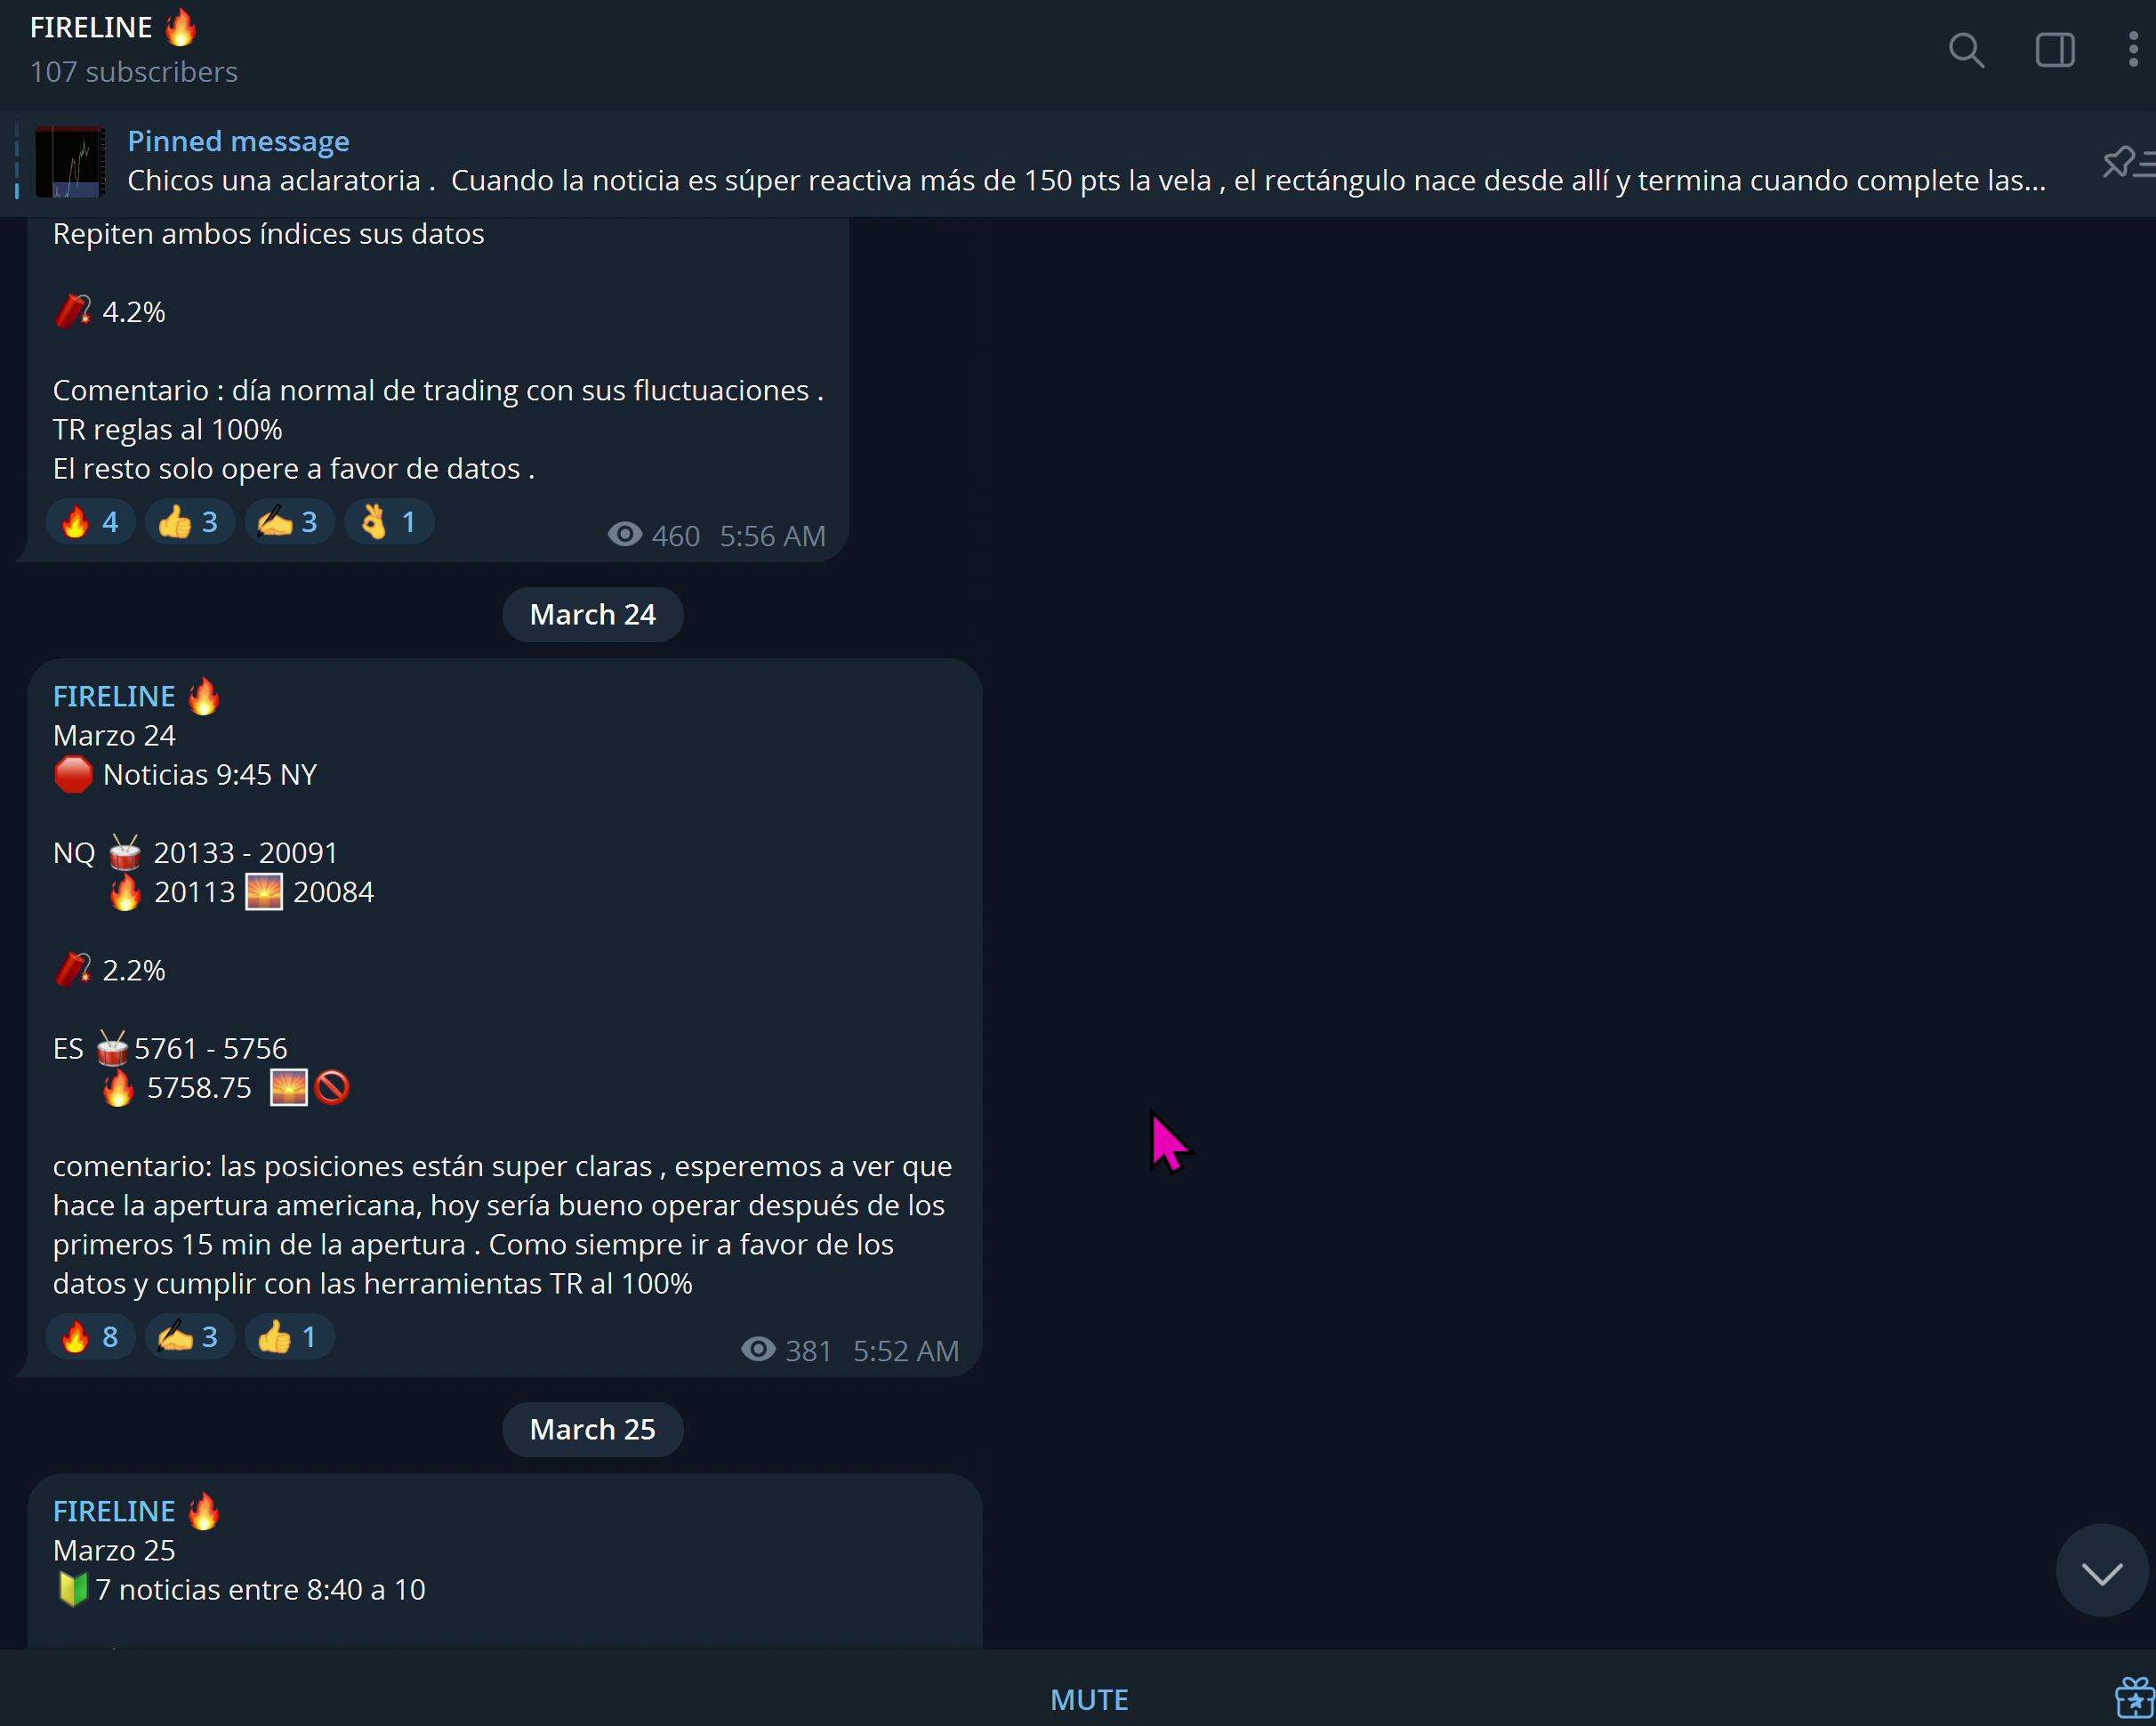 FIRELINE 🔥
107 subscribers
Pinned message
Chicos una aclaratoria .  Cuando la noticia es súper reactiva más de 150 pts la vela , el rectángulo nace desde allí y termina cuando complete las...
Repiten ambos índices sus datos
🧨 4.2%
Comentario : día normal de trading con sus fluctuaciones .
TR reglas al 100%
El resto solo opere a favor de datos .
🔥 4 👍 3 ✍️ 3 👌 1
460 5:56 AM
March 24
FIRELINE 🔥
Marzo 24
🛑 Noticias 9:45 NY
NQ 🥁 20133 - 20091
🔥 20113 🌅 20084
🧨 2.2%
ES 🥁5761 - 5756
🔥 5758.75 🌅🚫
comentario: las posiciones están super claras , esperemos a ver que
hace la apertura americana, hoy sería bueno operar después de los
primeros 15 min de la apertura . Como siempre ir a favor de los
datos y cumplir con las herramientas TR al 100%
🔥 8 ✍️ 3 👍 1
381 5:52 AM
March 25
FIRELINE 🔥
Marzo 25
🔰7 noticias entre 8:40 a 10
MUTE